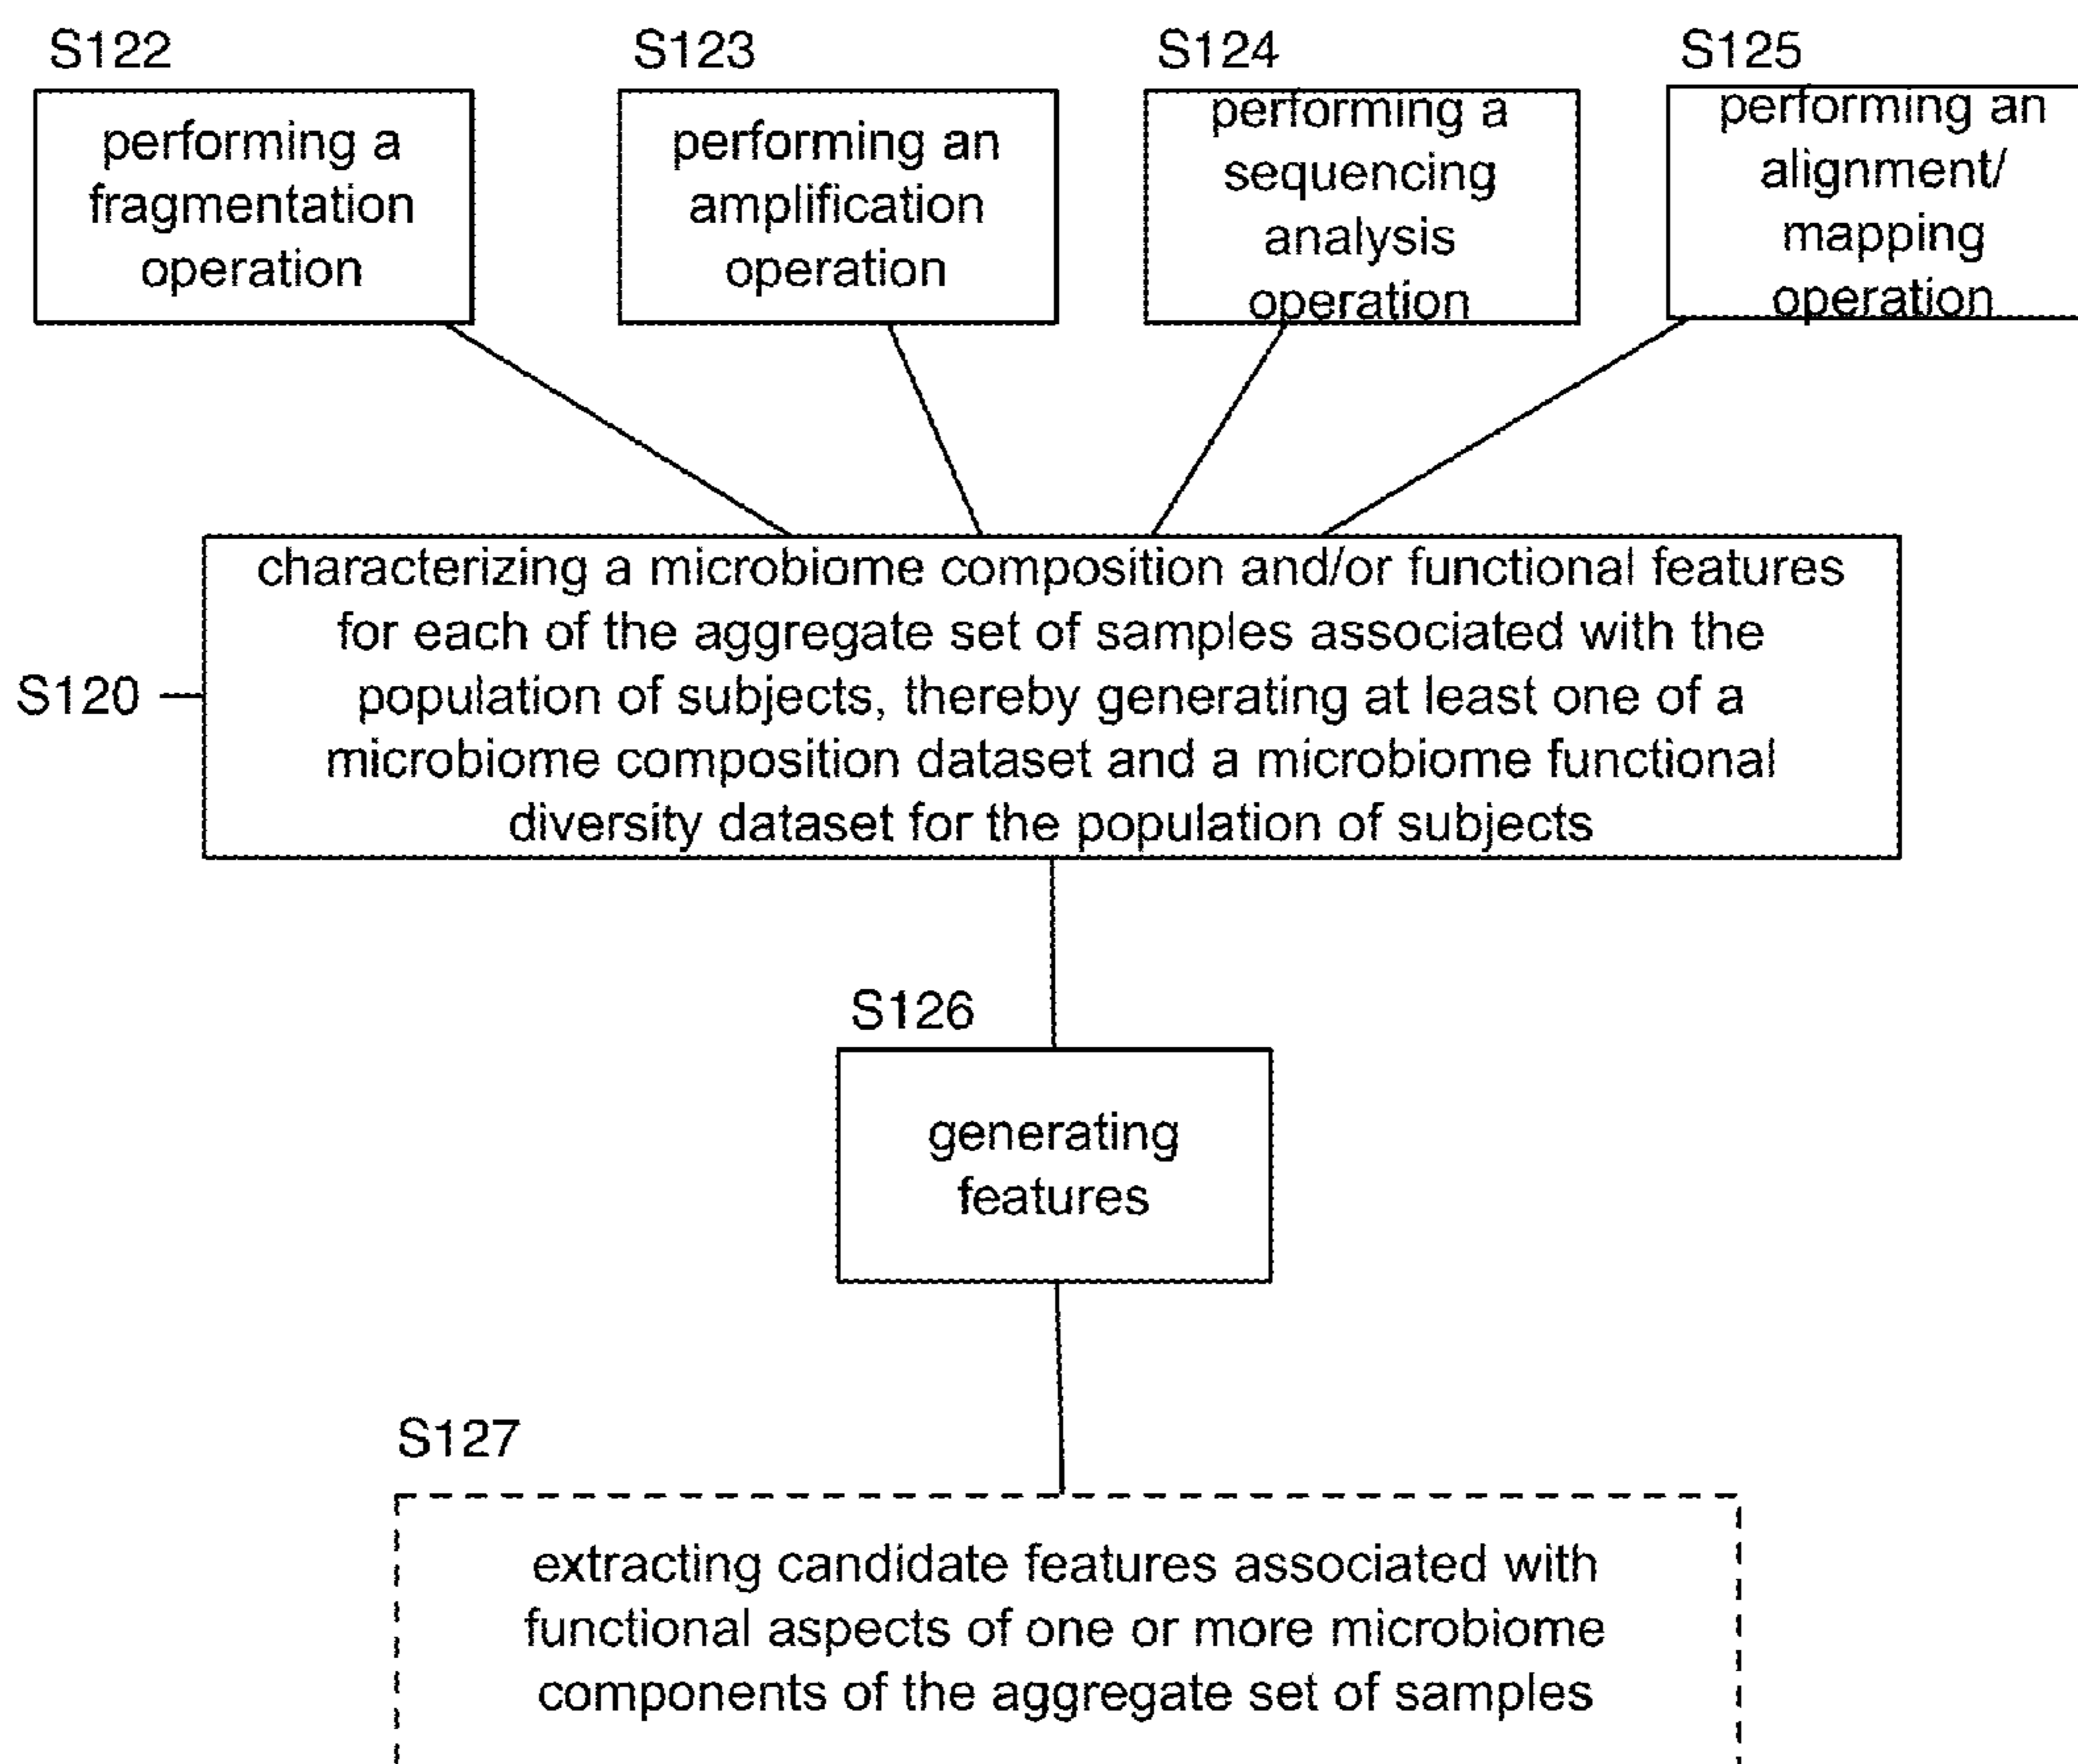 S122
performing a
fragmentation
operation
S123
performing an
amplification
operation
S124
performing a
sequencing
analysis
operation
S125
performing an
alignment/
mapping
operation
S120
characterizing a microbiome composition and/or functional features
for each of the aggregate set of samples associated with the
population of subjects, thereby generating at least one of a
microbiome composition dataset and a microbiome functional
diversity dataset for the population of subjects
S126
generating
features
S127
extracting candidate features associated with
functional aspects of one or more microbiome
components of the aggregate set of samples